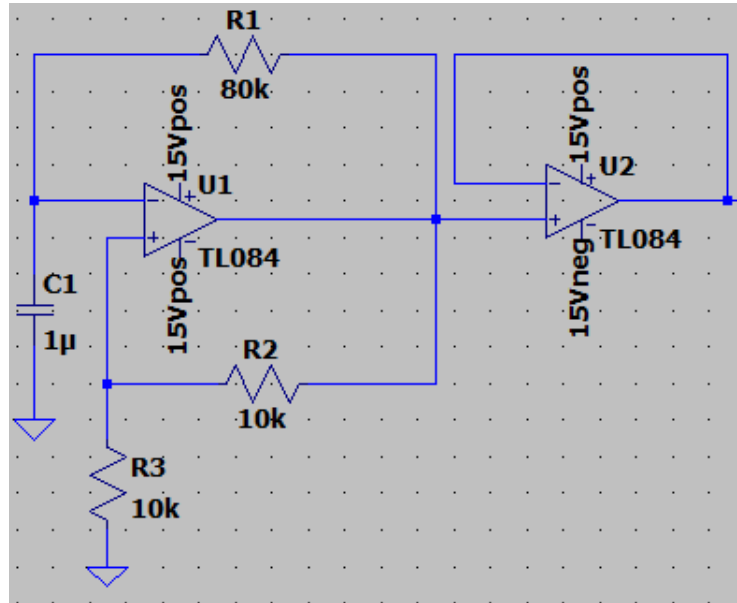 R1
80k
15Vpos
U1
TL084
15Vpos
C1
1µ
R2
10k
R3
10k
15Vpos
U2
TL084
15Vneg